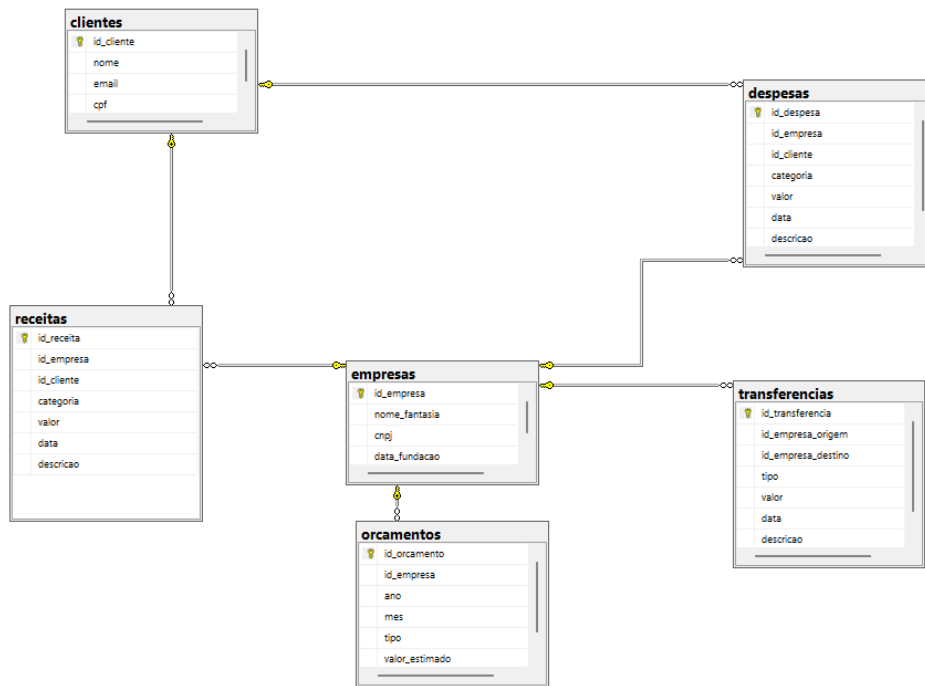 clientes
id_cliente
nome
email
cpf
despesas
id_despesa
id_empresa
id_cliente
categoria
valor
data
descricao
receitas
id_receita
id_empresa
id_cliente
categoria
valor
data
descricao
empresas
id_empresa
nome_fantasia
cnpj
data_fundacao
transferencias
id_transferencia
id_empresa_origem
id_empresa_destino
tipo
valor
data
descricao
orcamentos
id_orcamento
id_empresa
ano
mes
tipo
valor_estimado